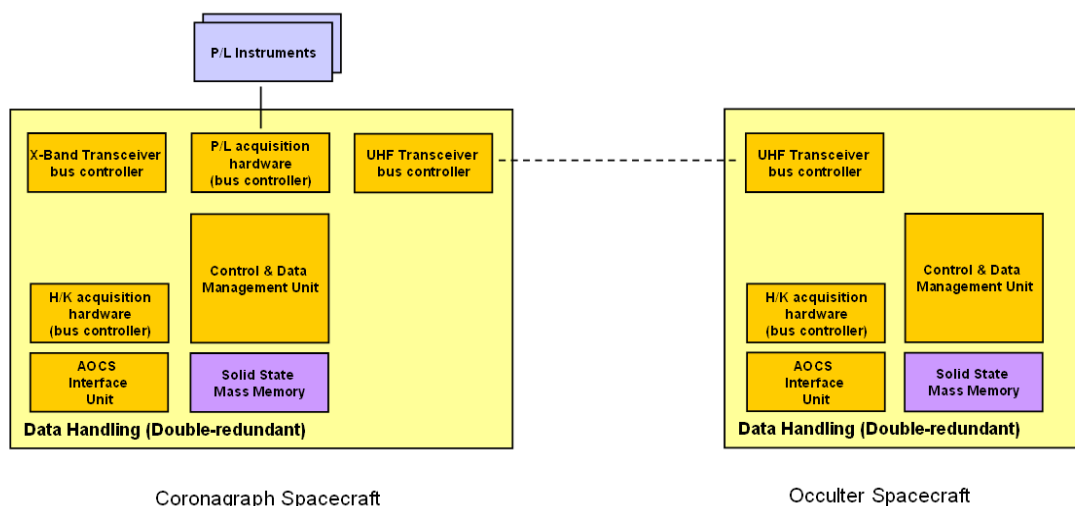 P/L Instruments
X-Band Transceiver
bus controller
P/L acquisition
hardware
(bus controller)
UHF Transceiver
bus controller
Control & Data
Management Unit
H/K acquisition
hardware
(bus controller)
AOCS
Interface
Unit
Solid State
Mass Memory
Data Handling (Double-redundant)
Coronagraph Spacecraft
UHF Transceiver
bus controller
Control & Data
Management Unit
H/K acquisition
hardware
(bus controller)
AOCS
Interface
Unit
Solid State
Mass Memory
Data Handling (Double-redundant)
Occulter Spacecraft